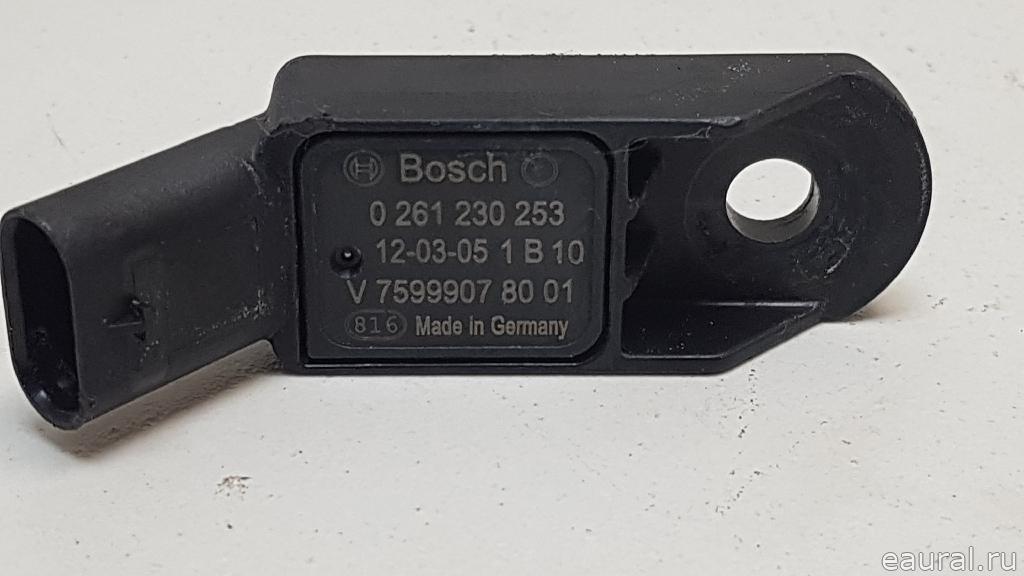 Bosch
0 261 230 253
12-03-05 1 B 10
V 7599907 80 01
816 Made in Germany
eaural.ru